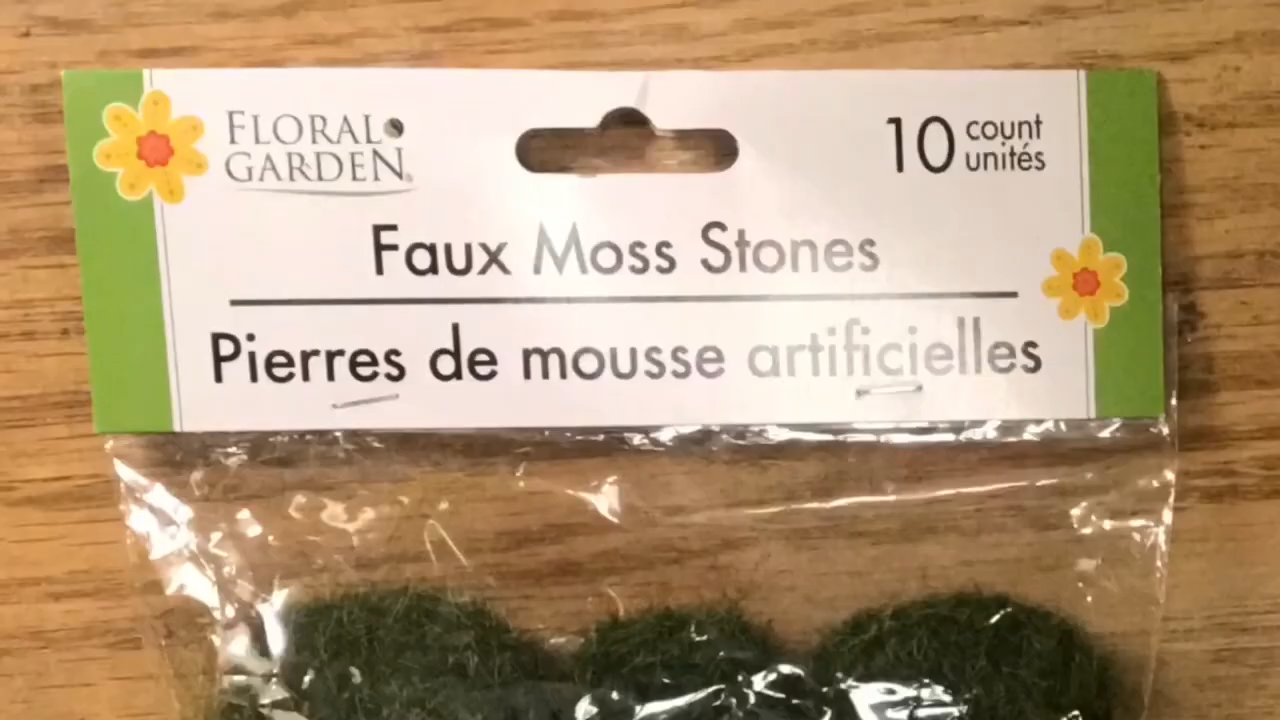 FLORAL
GARDEN®
10 count
unités
Faux Moss Stones
Pierres de mousse artificielles